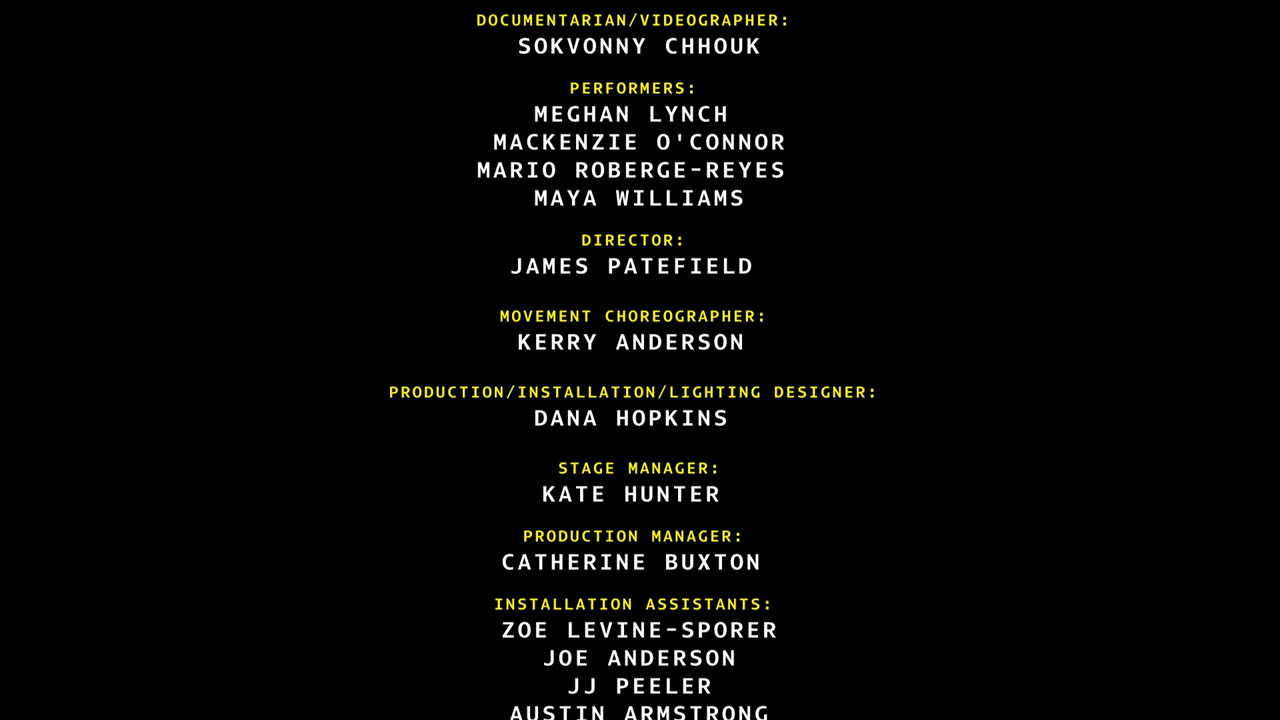 DOCUMENTARIAN/VIDEOGRAPHER:
SOKVONNY CHHOUK
PERFORMERS:
MEGHAN LYNCH
MACKENZIE O'CONNOR
MARIO ROBERGE-REYES
MAYA WILLIAMS
DIRECTOR:
JAMES PATEFIELD
MOVEMENT CHOREOGRAPHER:
KERRY ANDERSON
PRODUCTION/INSTALLATION/LIGHTING DESIGNER:
DANA HOPKINS
STAGE MANAGER:
KATE HUNTER
PRODUCTION MANAGER:
CATHERINE BUXTON
INSTALLATION ASSISTANTS:
ZOE LEVINE-SPORER
JOE ANDERSON
JJ PEELER
AUSTIN ARMSTRONG